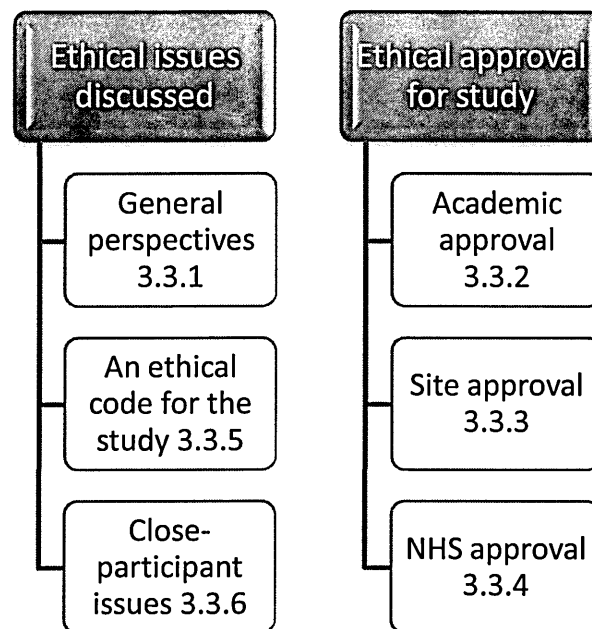 Ethical issues
discussed
General
perspectives
3.3.1
An ethical
code for the
study 3.3.5
Close-
participant
issues 3.3.6
Ethical approval
for study
Academic
approval
3.3.2
Site approval
3.3.3
NHS approval
3.3.4